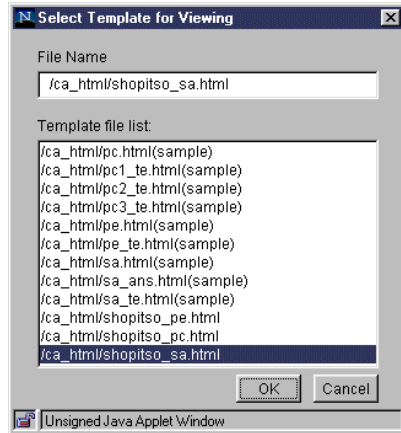 N Select Template for Viewing
File Name
/ca_html/shopitso_sa.html
Template file list:
/ca_html/pc.html(sample)
/ca_html/pc1_te.html(sample)
/ca_html/pc2_te.html(sample)
/ca_html/pc3_te.html(sample)
/ca_html/pe.html(sample)
/ca_html/pe_te.html(sample)
/ca_html/sa.html(sample)
/ca_html/sa_ans.html(sample)
/ca_html/sa_te.html(sample)
/ca_html/shopitso_pe.html
/ca_html/shopitso_pc.html
/ca_html/shopitso_sa.html
OK Cancel
Unsigned Java Applet Window